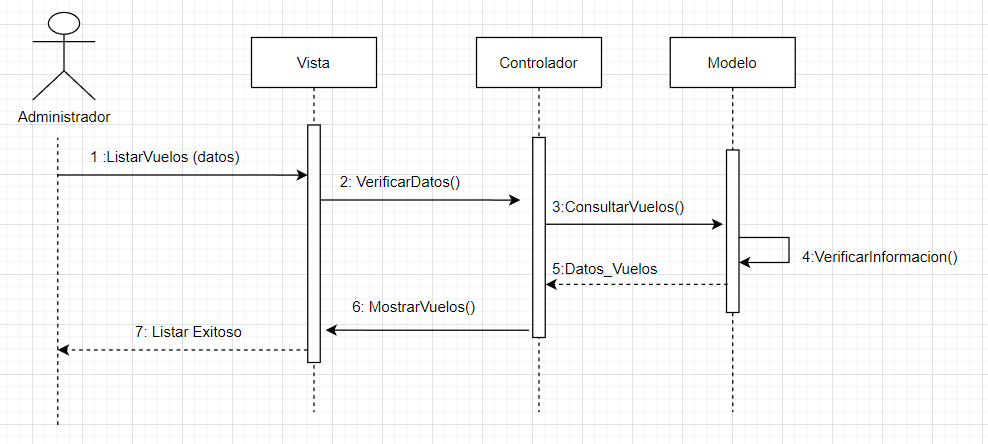 Vista
Controlador
Modelo
Administrador
1 :ListarVuelos (datos)
2: VerificarDatos()
3:ConsultarVuelos()
4:VerificarInformacion()
5:Datos_Vuelos
6: MostrarVuelos()
7: Listar Exitoso